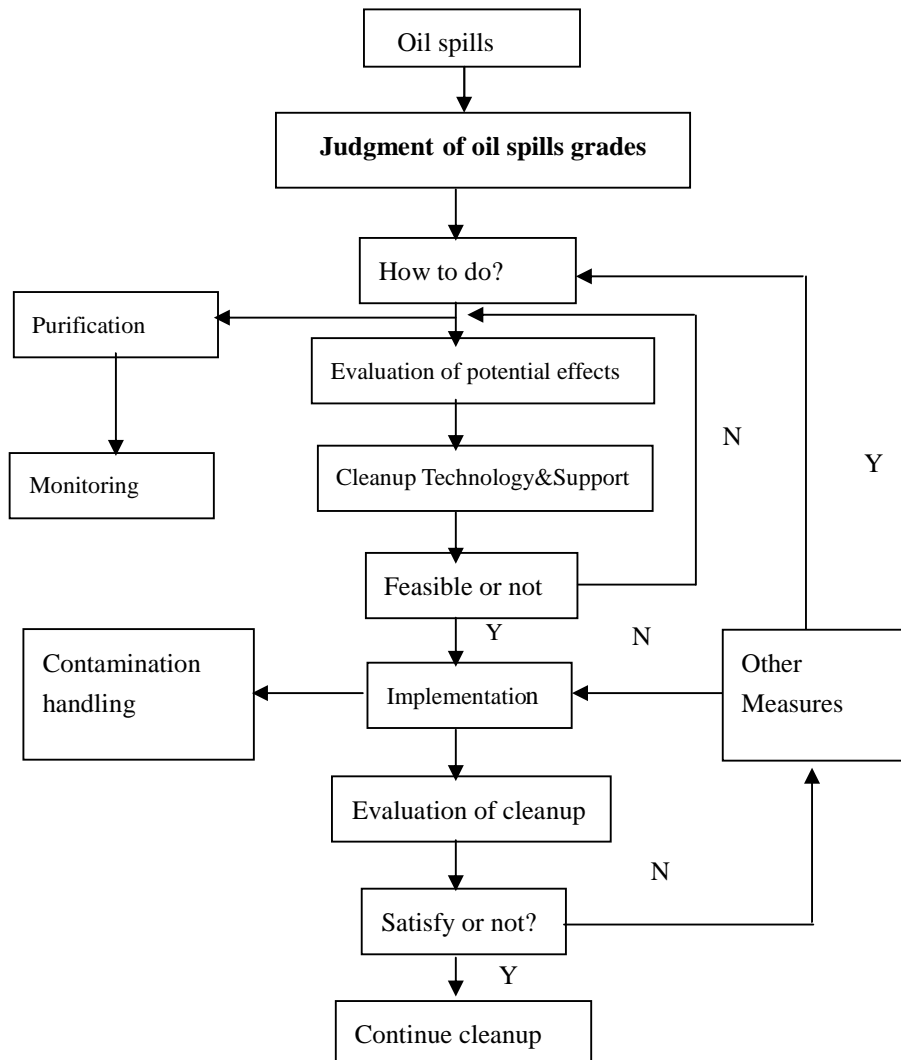 Oil spills
Judgment of oil spills grades
How to do?
Purification
Evaluation of potential effects
N
Y
Monitoring
Cleanup Technology&Support
Feasible or not
Y
N
Contamination
handling
Implementation
Other
Measures
Evaluation of cleanup
N
Satisfy or not?
Y
Continue cleanup